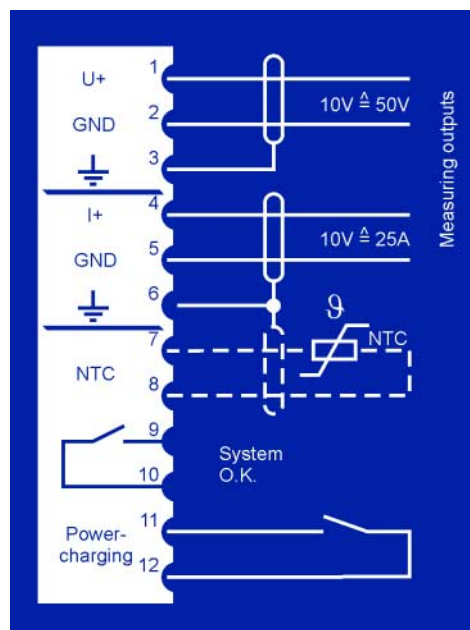 U+
1
GND
2
3
10V ≙ 50V
Measuring outputs
I+
4
GND
5
6
10V ≙ 25A
NTC
7
8
ϑ
NTC
9
10
System
O.K.
Power-
charging
11
12